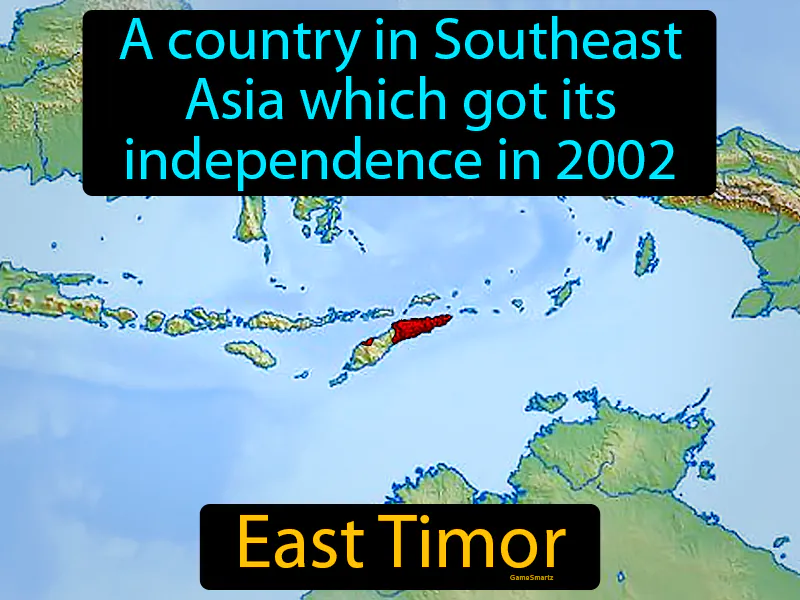 A country in Southeast
Asia which got its
independence in 2002
East Timor
GameSmartz